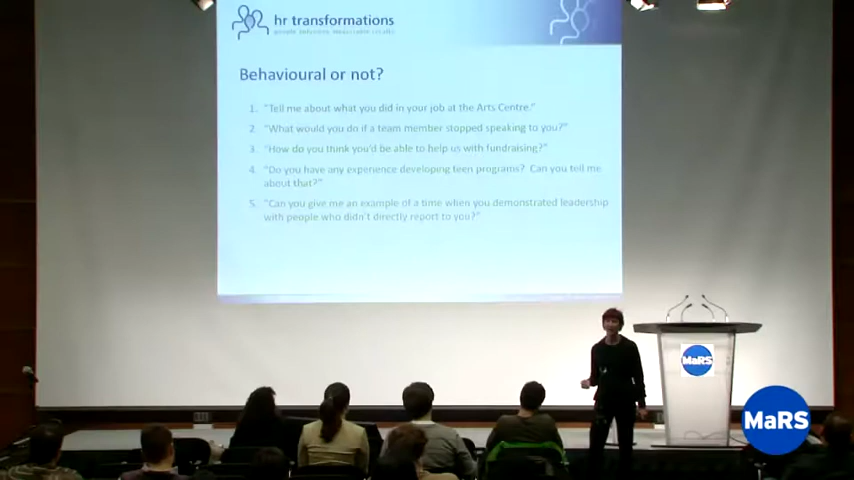 hr transformations
Behavioural or not?
1. "Tell me about what you did in your job at the Arts Centre."
2. "What would you do if a team member stopped speaking to you?"
3. "How do you think you'd be able to help us with fundraising?"
4. "Do you have any experience developing teen programs? Can you tell me
about that?"
5. "Can you give me an example of a time when you demonstrated leadership
with people who didn't directly report to you?"
MaRS
MaRS